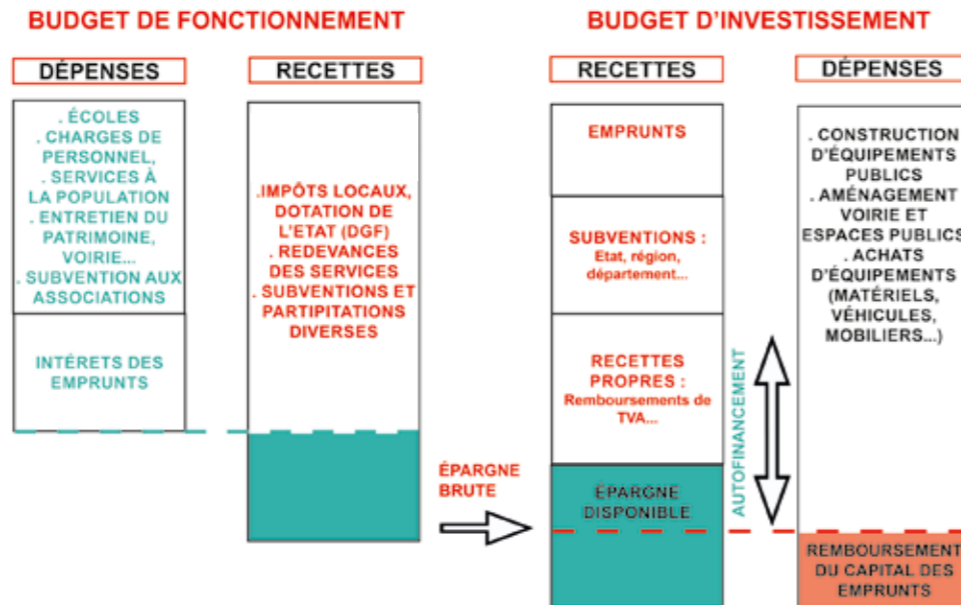 BUDGET DE FONCTIONNEMENT
DÉPENSES
. ÉCOLES
. CHARGES DE
PERSONNEL,
. SERVICES À
LA POPULATION
. ENTRETIEN DU
PATRIMOINE,
VOIRIE...
. SUBVENTION AUX
ASSOCIATIONS
INTÉRETS DES
EMPRUNTS
RECETTES
.IMPÔTS LOCAUX,
DOTATION DE
L'ETAT (DGF)
. REDEVANCES
DES SERVICES
. SUBVENTIONS ET
PARTIPITATIONS
DIVERSES
ÉPARGNE
BRUTE
BUDGET D'INVESTISSEMENT
RECETTES
EMPRUNTS
SUBVENTIONS :
Etat, région,
département...
RECETTES
PROPRES :
Remboursements de
TVA...
ÉPARGNE
DISPONIBLE
AUTOFINANCEMENT
DÉPENSES
. CONSTRUCTION
D'ÉQUIPEMENTS
PUBLICS
. AMÉNAGEMENT
VOIRIE ET
ESPACES PUBLICS
. ACHATS
D'ÉQUIPEMENTS
(MATÉRIELS,
VÉHICULES,
MOBILIERS...)
REMBOURSEMENT
DU CAPITAL DES
EMPRUNTS